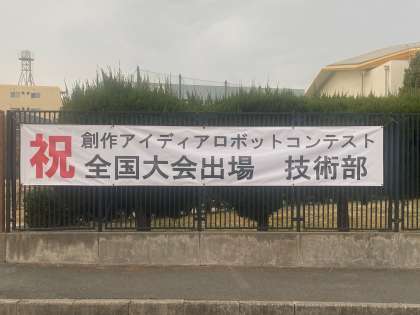 祝
創作アイディアロボットコンテスト
全国大会出場　技術部